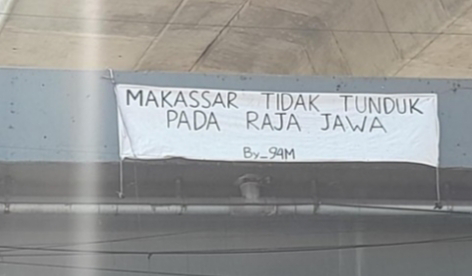 MAKASSAR TIDAK TUNDUK
PADA RAJA JAWA
By_94M